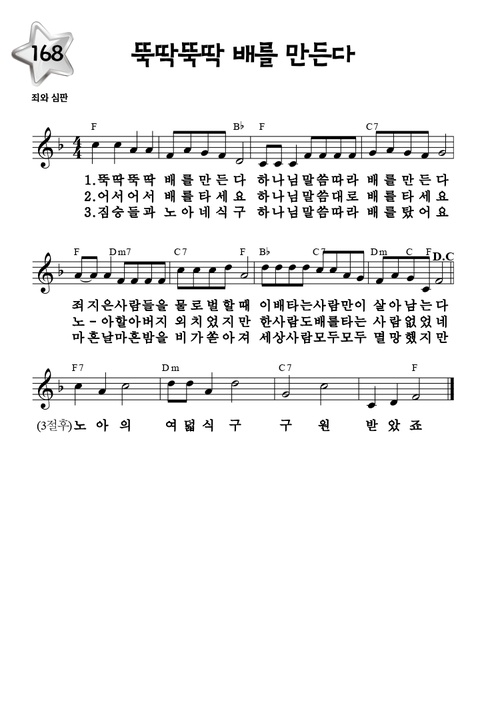 168
뚝딱뚝딱 배를 만든다
죄와 심판
F B♭ F C7
1.뚝딱뚝딱 배를만든다 하나님말씀따라 배를만든다
2.어서어서 배를타세요 하나님말씀대로 배를타세요
3.짐승들과 노아네식구 하나님말씀따라 배를탔어요
F Dm7 C7 F B♭ C7 Dm C F D.C
죄지은사람들을 물로벌할때 이배타는사람만이 살아남는다
노-아할아버지 외치었지만 한사람도배를타는 사람없었네
마흔날마흔밤을 비가쏟아져 세상사람모두모두 멸망했지만
F7 Dm G7 C7 F
(3절후)노아의 여덟식구 구원 받았죠